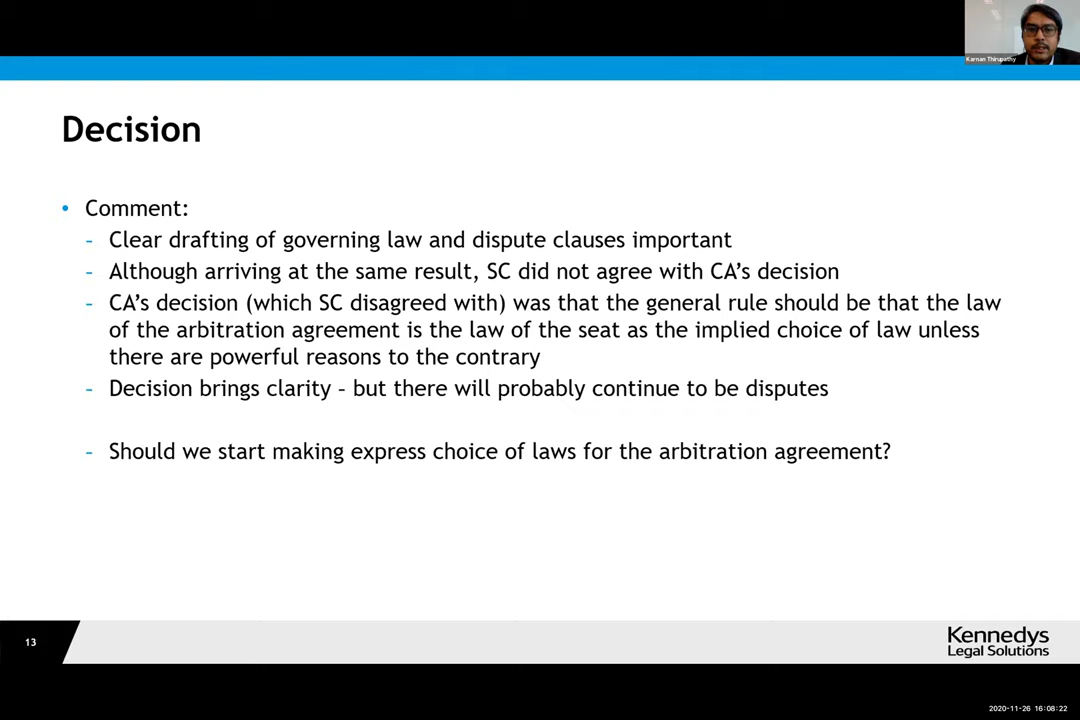 Karnan Thirupathy
Decision
• Comment:
- Clear drafting of governing law and dispute clauses important
- Although arriving at the same result, SC did not agree with CA’s decision
- CA’s decision (which SC disagreed with) was that the general rule should be that the law
of the arbitration agreement is the law of the seat as the implied choice of law unless
there are powerful reasons to the contrary
- Decision brings clarity – but there will probably continue to be disputes
- Should we start making express choice of laws for the arbitration agreement?
13
Kennedys
Legal Solutions
2020-11-26 16:08:22